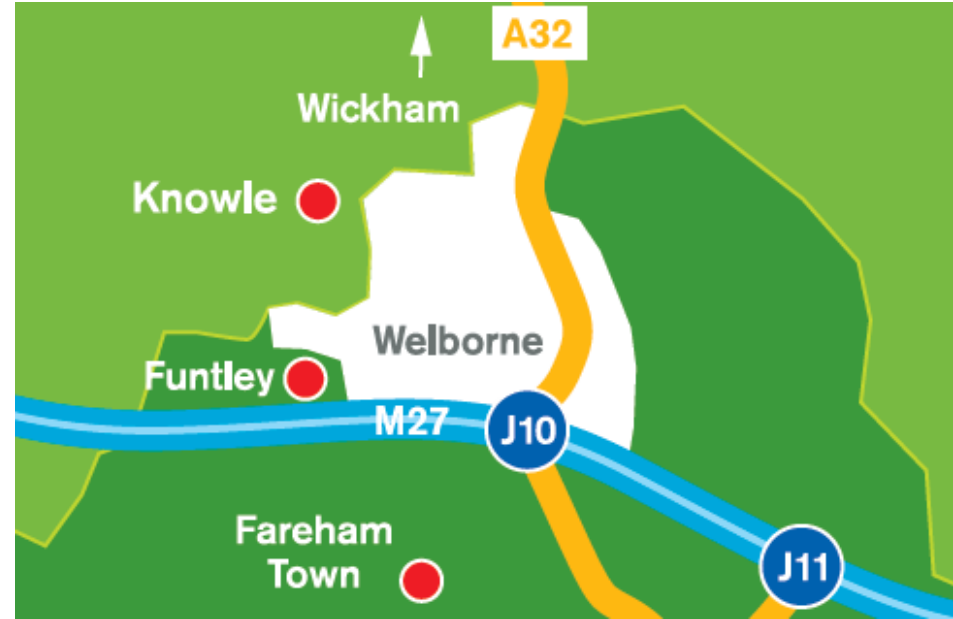 A32
Wickham
Knowle
Welborne
Funtley
M27
J10
Fareham
Town
J11